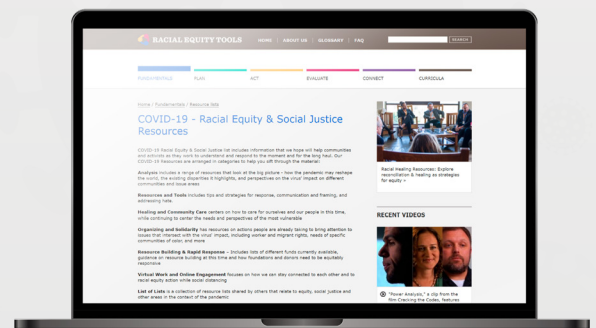 RACIAL EQUITY TOOLS
HOME | ABOUT US | GLOSSARY | FAQ
SEARCH
FUNDAMENTALS PLAN ACT EVALUATE CONNECT CURRICULA
Home / Fundamentals / Resource lists
COVID-19 - Racial Equity & Social Justice
Resources
COVID-19 Racial Equity & Social Justice list includes information that we hope will help communities
and activists as they work to understand and respond to the moment and for the long haul. Our
COVID-19 Resources are arranged in categories to help you sift through the material:
Analysis includes a range of resources that look at the big picture - how the pandemic may reshape
the world, the existing disparities it highlights, and perspectives on the virus' impact on different
communities and issue areas
Resources and Tools includes tips and strategies for response, communication and framing, and
addressing hate.
Healing and Community Care centers on how to care for ourselves and our people in this time,
while continuing to center the needs and perspectives of the most vulnerable
Organizing and Solidarity has resources on actions people are already taking to bring attention to
issues that intersect with the virus' impact, including worker and migrant rights, needs of specific
communities of color, and more
Resource Building & Rapid Response – Includes lists of different funds currently available,
guidance on resource building at this time and how foundations and donors need to be equitably
responsive
Virtual Work and Online Engagement focuses on how we can stay connected to each other and to
racial equity action while social distancing
List of Lists is a collection of resource lists shared by others that relate to equity, social justice and
other areas in the context of the pandemic
Racial Healing Resources: Explore
reconciliation & healing as strategies
for equity »
RECENT VIDEOS
"Power Analysis," a clip from the
film Cracking the Codes, features